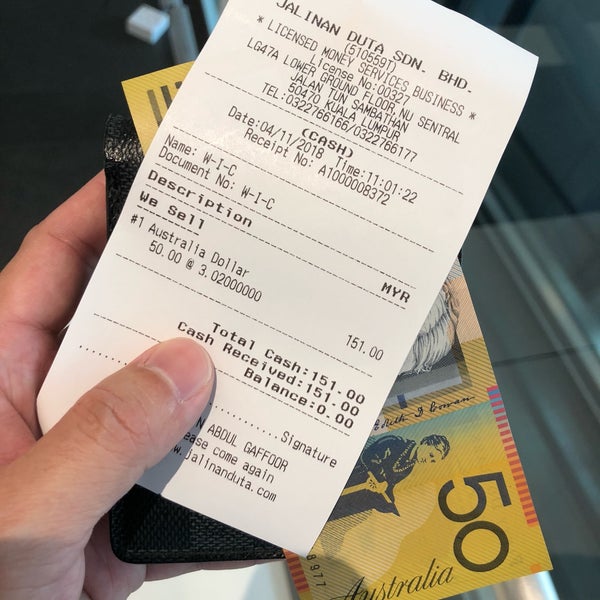 JALINAN DUTA SDN. BHD.
(510559T)
* LICENSED MONEY SERVICES BUSINESS *
License No:00327
LG47A LOWER GROUND FLOOR NU SENTRAL
JALAN TUN SAMBATHAN
50470 KUALA LUMPUR
TEL:0322766166/0322766177
(CASH)
Date:04/11/2018 Time:11:01:22
Receipt No: A1000008372
Name: W-I-C
Document No: W-I-C
Description MYR
We Sell
#1 Australia Dollar
50.00 @ 3.02000000 151.00
Total Cash:151.00
Cash Received:151.00
Balance:0.00
Signature
N ABDUL GAFFOOR
ease come again
w.jalinanduta.com
Edith D Cowan
50
Australia